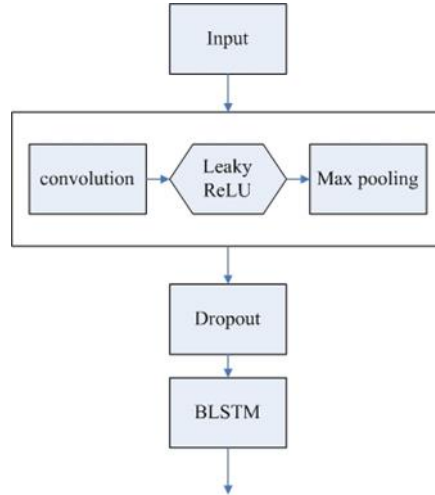 Input
convolution
Leaky
ReLU
Max pooling
Dropout
BLSTM